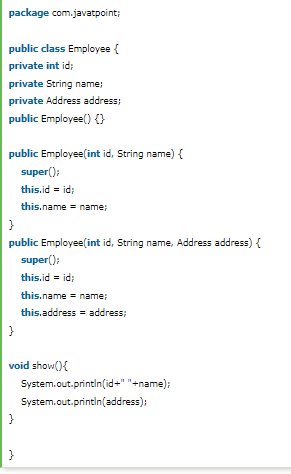 package com.javatpoint;
public class Employee {
private int id;
private String name;
private Address address;
public Employee() {}
public Employee(int id, String name) {
super();
this.id = id;
this.name = name;
}
public Employee(int id, String name, Address address) {
super();
this.id = id;
this.name = name;
this.address = address;
}
void show(){
System.out.println(id+" "+name);
System.out.println(address);
}
}